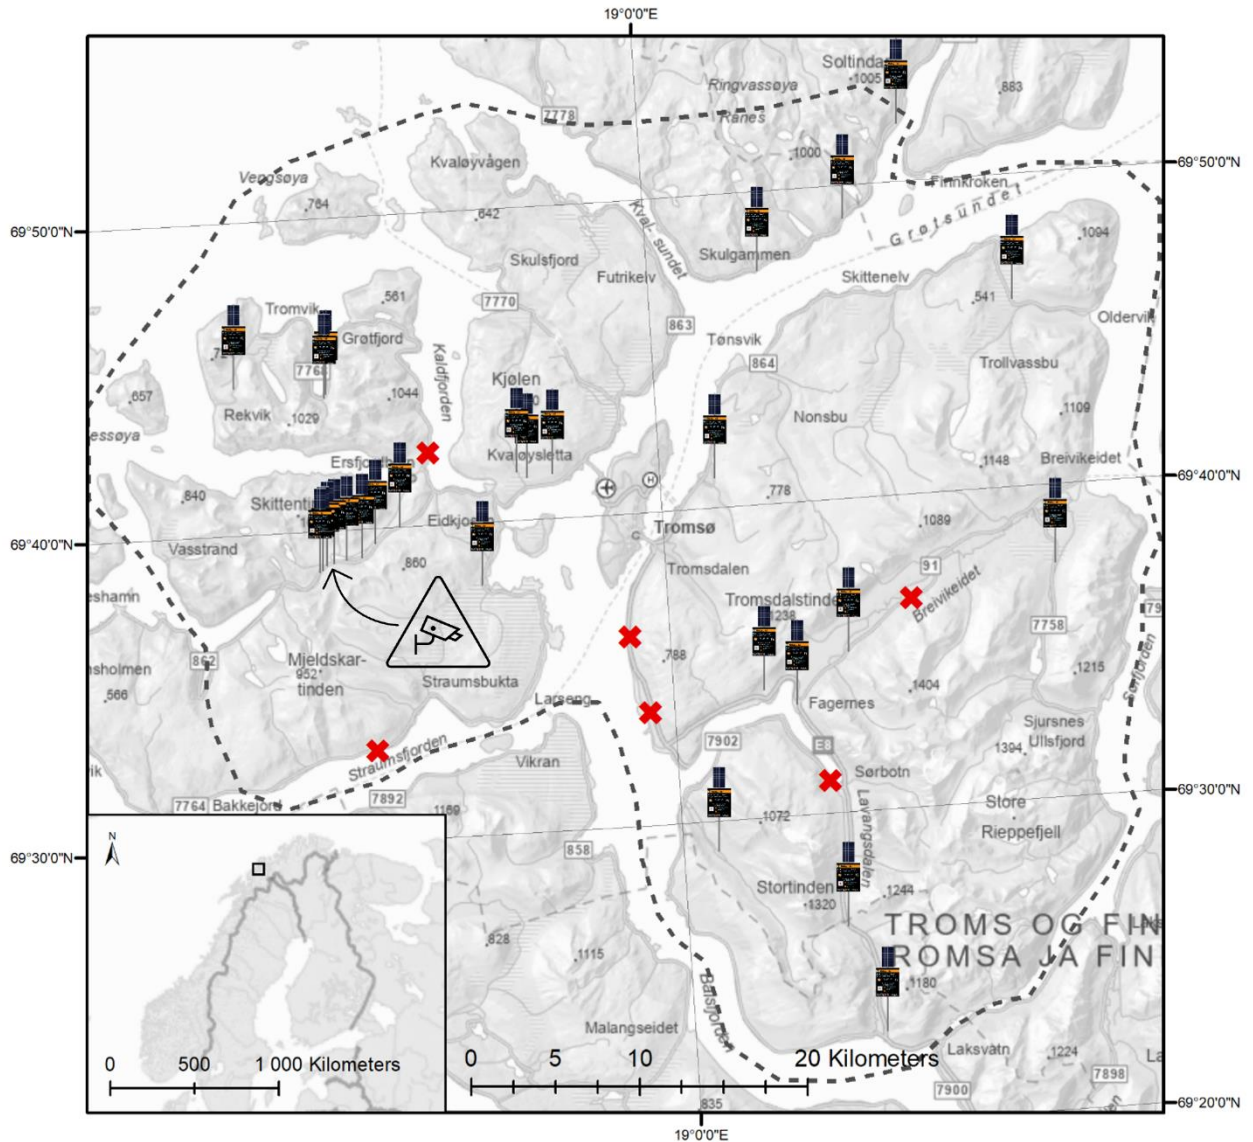 19°0'0"E
Soltinda
1005
883
Ringvassøya
Ranes
7778
1000
Kvaløyvågen
69°50'0"N
Finnkroken
Vengsøya
764
642
Kval- sundet
Grøtsundet
1094
69°50'0"N
Skulgammen
Skulsfjord
Futrikelv
Skittenelv
541
561
7770
Tromvik
863
Oldervik
Grøtfjord
Tønsvik
Kaldfjorden
864
Trollvassbu
7768
Kjølen
657
1044
Rekvik
1029
Nonsbu
1109
essøya
Kvaløysletta
Breivikeidet
1148
69°40'0"N
840
778
H
Eidkjo
Tromsø
1089
Vasstrand
69°40'0"N
860
Tromsdalen
91
eshamn
Tromsdalstinde
1238
Breivikeidet
7758
862
Mjeldskar-
tinden
952
788
nsholmen
566
1215
Straumsbukta
1404
Sørfjorden
Larseng
Fagernes
Sjursnes
Ullsfjord
7902
E8
1394
Straumsfjorden
Vikran
Sørbotn
69°30'0"N
7764
Bakkejord
7892
1169
1072
Store
Rieppefjell
Lavangsdalen
858
69°30'0"N
N
Stortinden
1320
1244
TROMS OG FIN
ROMSA JA FIN
828
1115
1180
Balsfjorden
Malangseidet
Laksvatn
1224
7898
0 500 1 000 Kilometers
0 5 10 20 Kilometers
7900
835
69°20'0"N
19°0'0"E